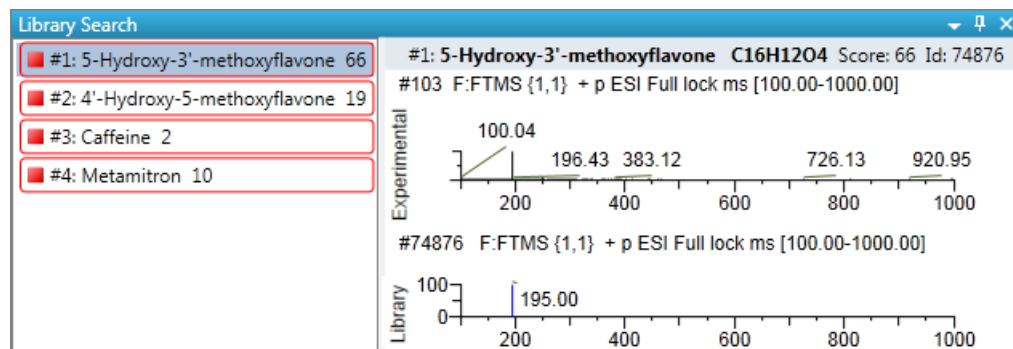 Library Search
#1: 5-Hydroxy-3'-methoxyflavone 66
#2: 4'-Hydroxy-5-methoxyflavone 19
#3: Caffeine 2
#4: Metamitron 10
#1: 5-Hydroxy-3'-methoxyflavone C16H12O4 Score: 66 Id: 74876
#103 F:FTMS {1,1} + p ESI Full lock ms [100.00-1000.00]
Experimental
100.04
196.43 383.12 726.13 920.95
200 400 600 800 1000
#74876 F:FTMS {1,1} + p ESI Full lock ms [100.00-1000.00]
Library
100
195.00
0
200 400 600 800 1000